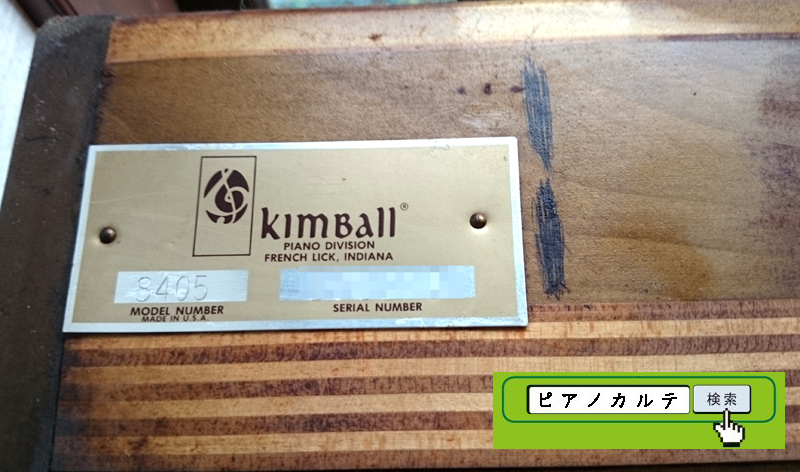 KIMBALL®
PIANO DIVISION
FRENCH LICK, INDIANA
8405
MODEL NUMBER
SERIAL NUMBER
MADE IN U.S.A.
ピアノカルテ
検索